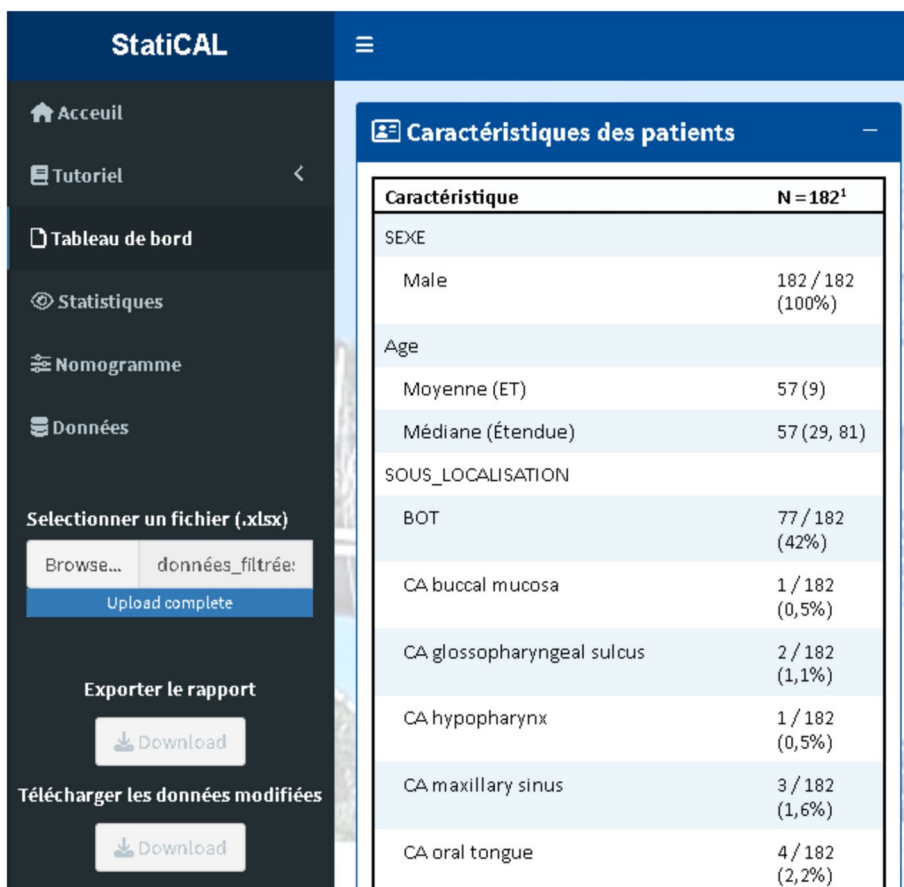 StatiCAL
Acceuil
Tutoriel
Tableau de bord
Statistiques
Nomogramme
Données
Selectionner un fichier (.xlsx)
Browse... données_filtrée
Upload complete
Exporter le rapport
Download
Télécharger les données modifiées
Download
Caractéristiques des patients
Caractéristique N = 182¹
SEXE
Male 182 / 182
(100%)
Age
Moyenne (ET) 57 (9)
Médiane (Étendue) 57 (29, 81)
SOUS_LOCALISATION
BOT 77 / 182
(42%)
CA buccal mucosa 1 / 182
(0,5%)
CA glossopharyngeal sulcus 2 / 182
(1,1%)
CA hypopharynx 1 / 182
(0,5%)
CA maxillary sinus 3 / 182
(1,6%)
CA oral tongue 4 / 182
(2,2%)